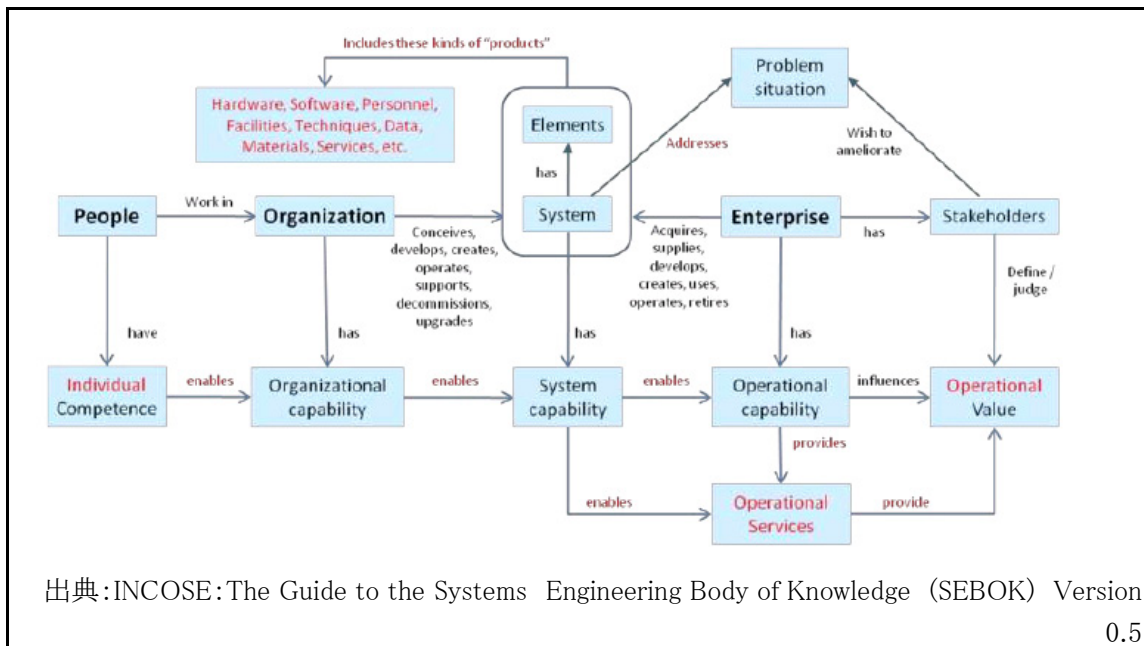 Includes these kinds of "products"
Hardware, Software, Personnel,
Facilities, Techniques, Data,
Materials, Services, etc.
Elements
has
System
Problem
situation
Addresses
Wish to
ameliorate
People
Work in
Organization
Conceives,
develops, creates,
operates,
supports,
decommissions,
upgrades
Enterprise
Acquires,
supplies,
develops,
creates, uses,
operates, retires
has
Stakeholders
Define /
judge
have
has
has
has
Individual
Competence
enables
Organizational
capability
enables
System
capability
enables
Operational
capability
influences
Operational
Value
provides
enables
Operational
Services
provide
出典:INCOSE:The Guide to the Systems Engineering Body of Knowledge (SEBOK) Version
0.5